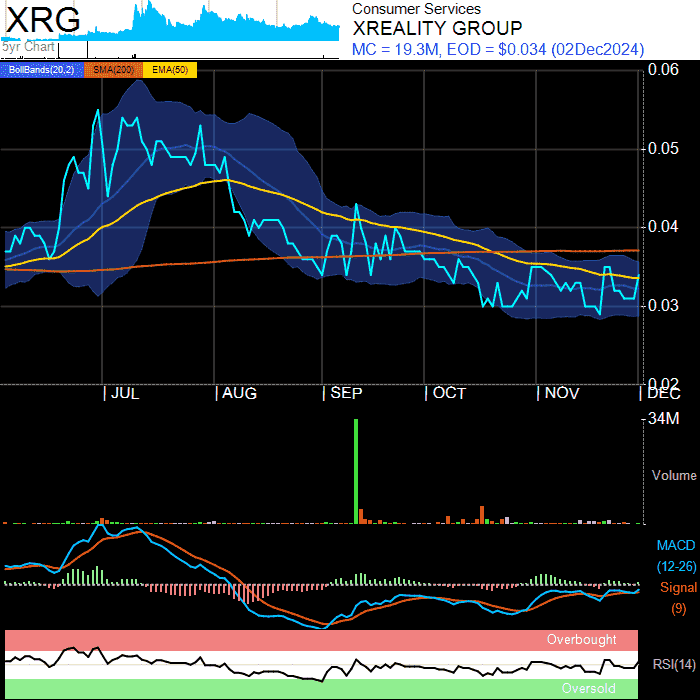 XRG
Consumer Services
XREALITY GROUP
MC = 19.3M, EOD = $0.034 (02Dec2024)
5yr Chart
BollBands(20,2) SMA(200) EMA(50)
0.06
0.05
0.04
0.03
0.02
JUL AUG SEP OCT NOV DEC
34M
Volume
MACD
(12-26)
Signal
(9)
Overbought
RSI(14)
Oversold